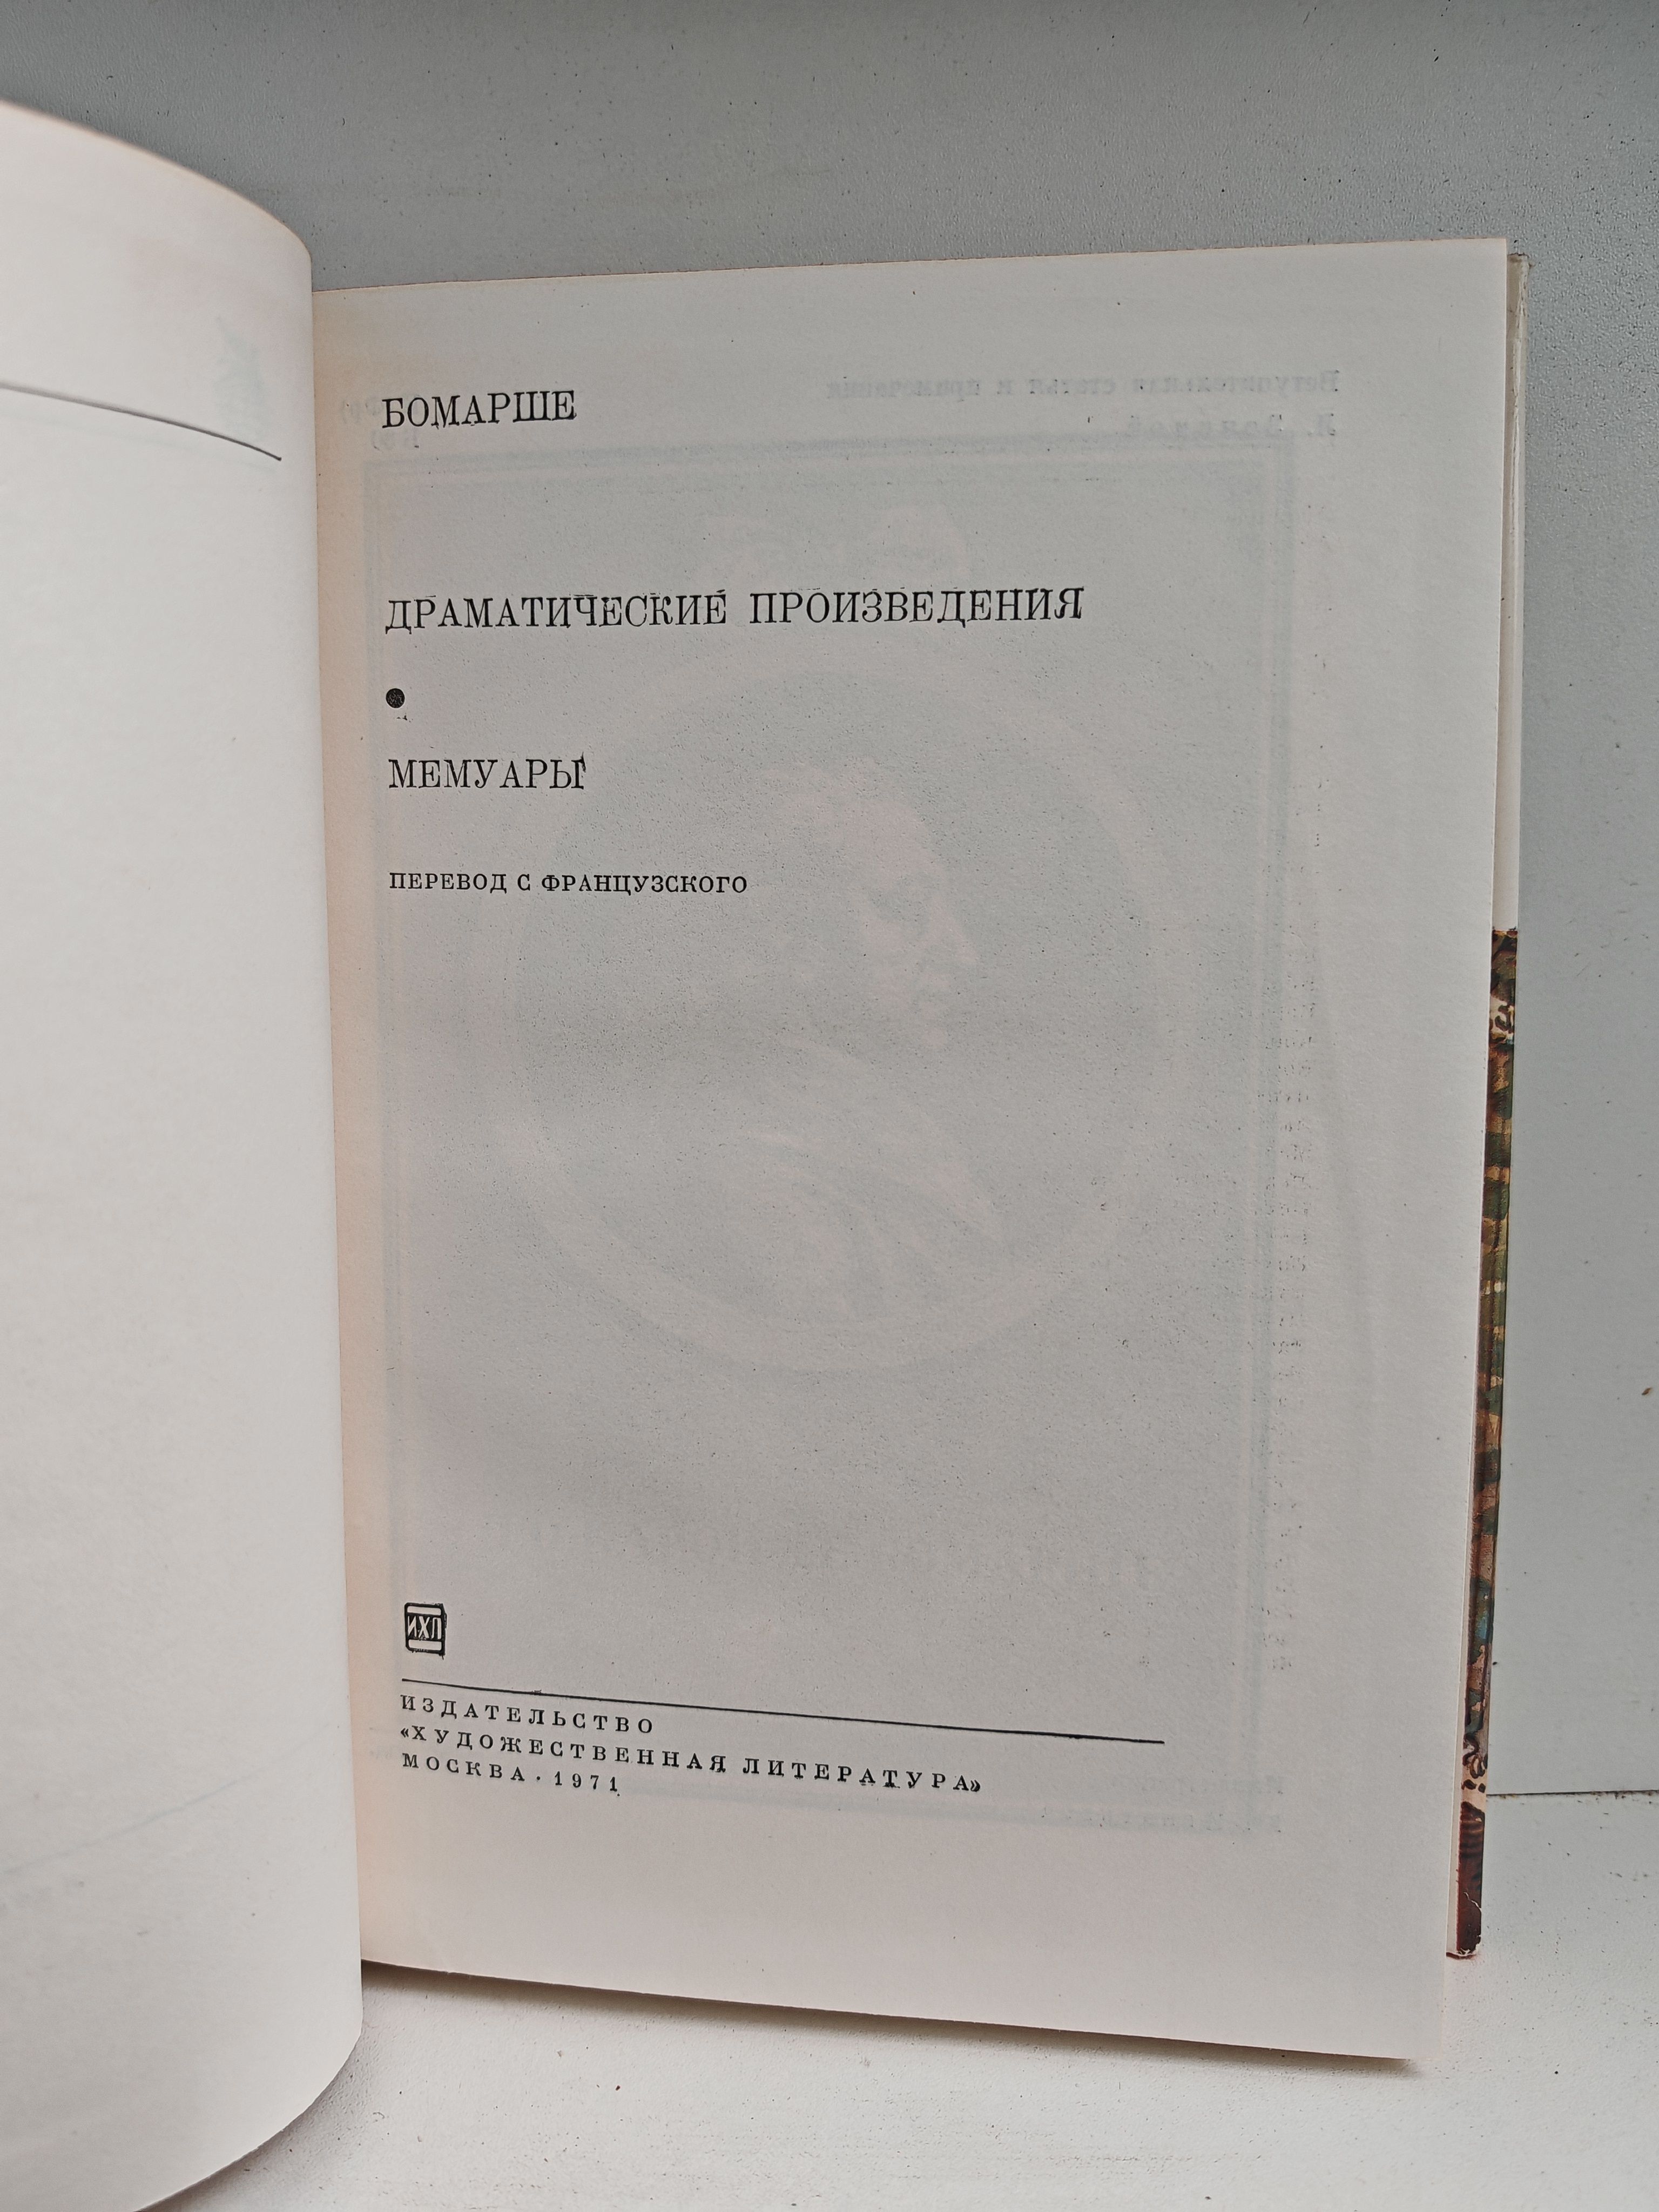 БОМАРШЕ
ДРАМАТИЧЕСКИЕ ПРОИЗВЕДЕНИЯ
•
МЕМУАРЫ
ПЕРЕВОД С ФРАНЦУЗСКОГО
ИХЛ
ИЗДАТЕЛЬСТВО
«ХУДОЖЕСТВЕННАЯ ЛИТЕРАТУРА»
МОСКВА · 1971